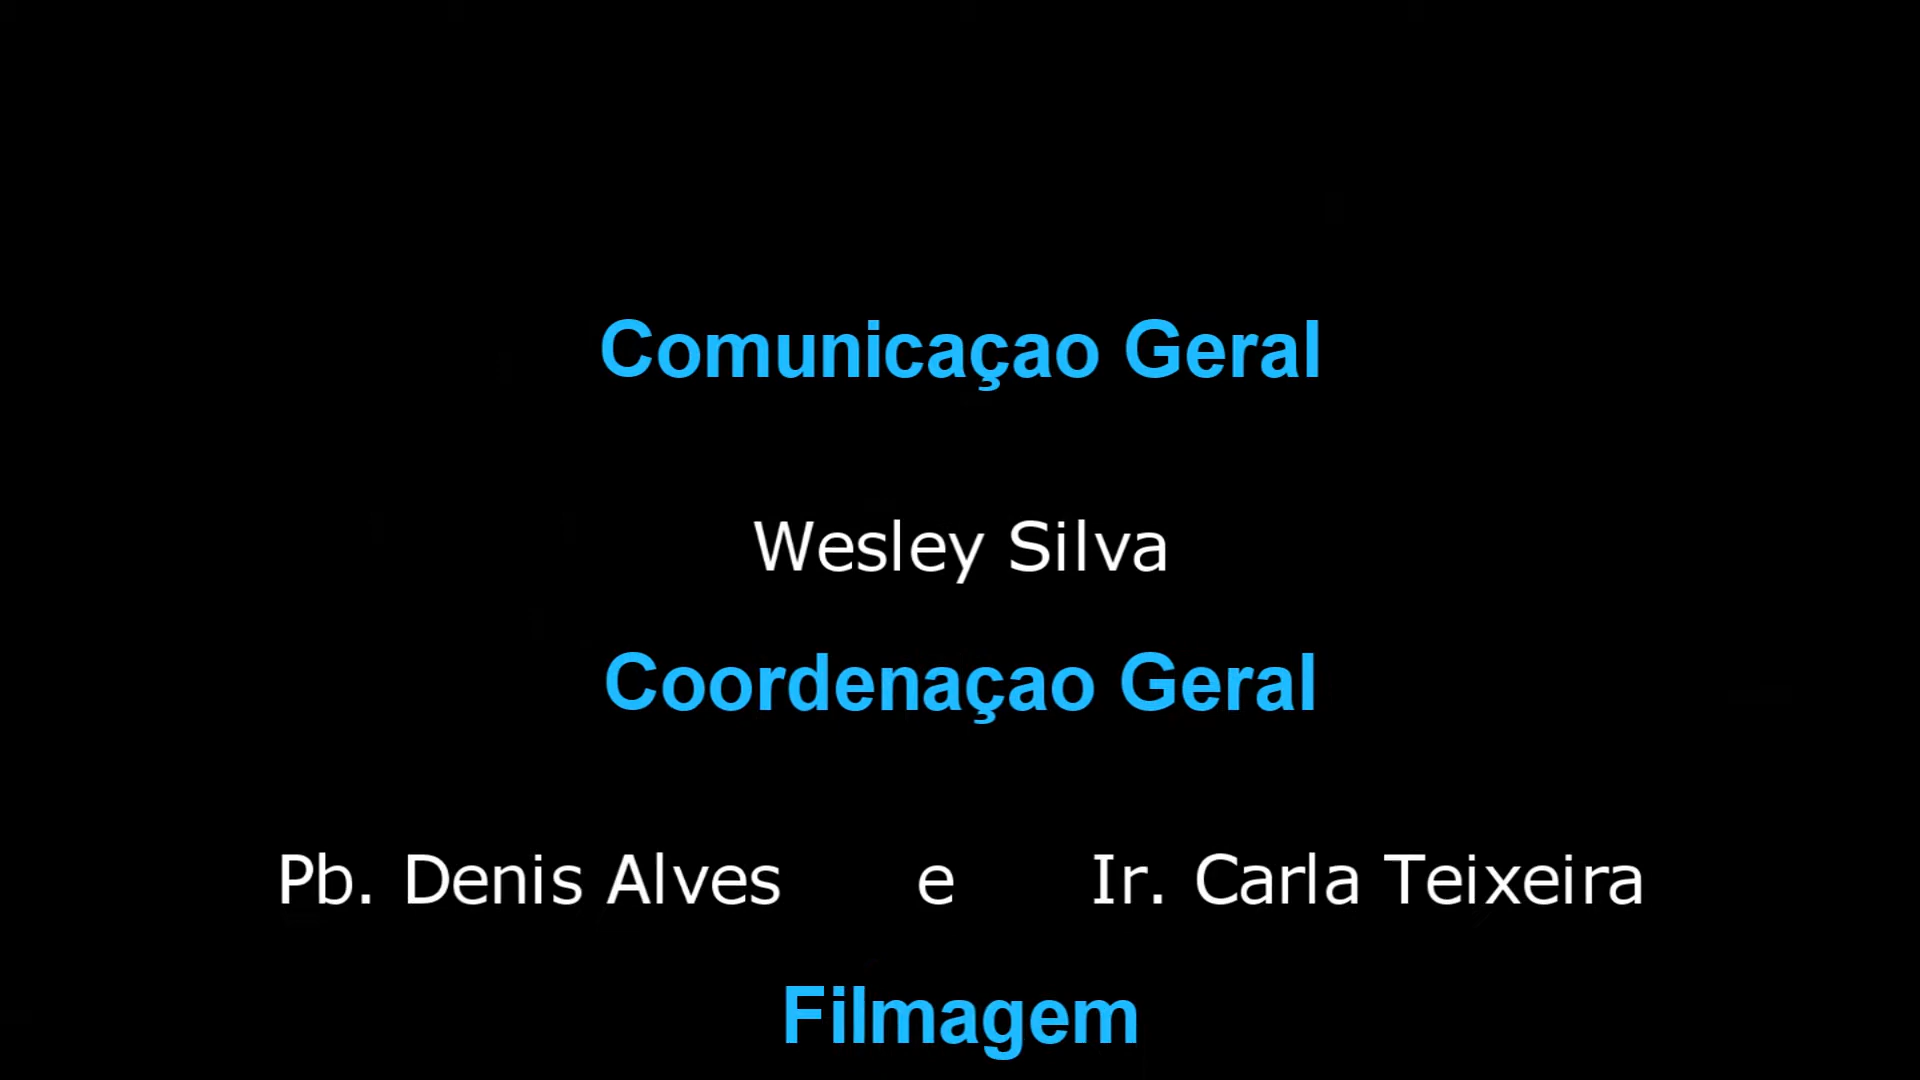 Comunicaçao Geral
Wesley Silva
Coordenaçao Geral
Pb. Denis Alves e Ir. Carla Teixeira
Filmagem